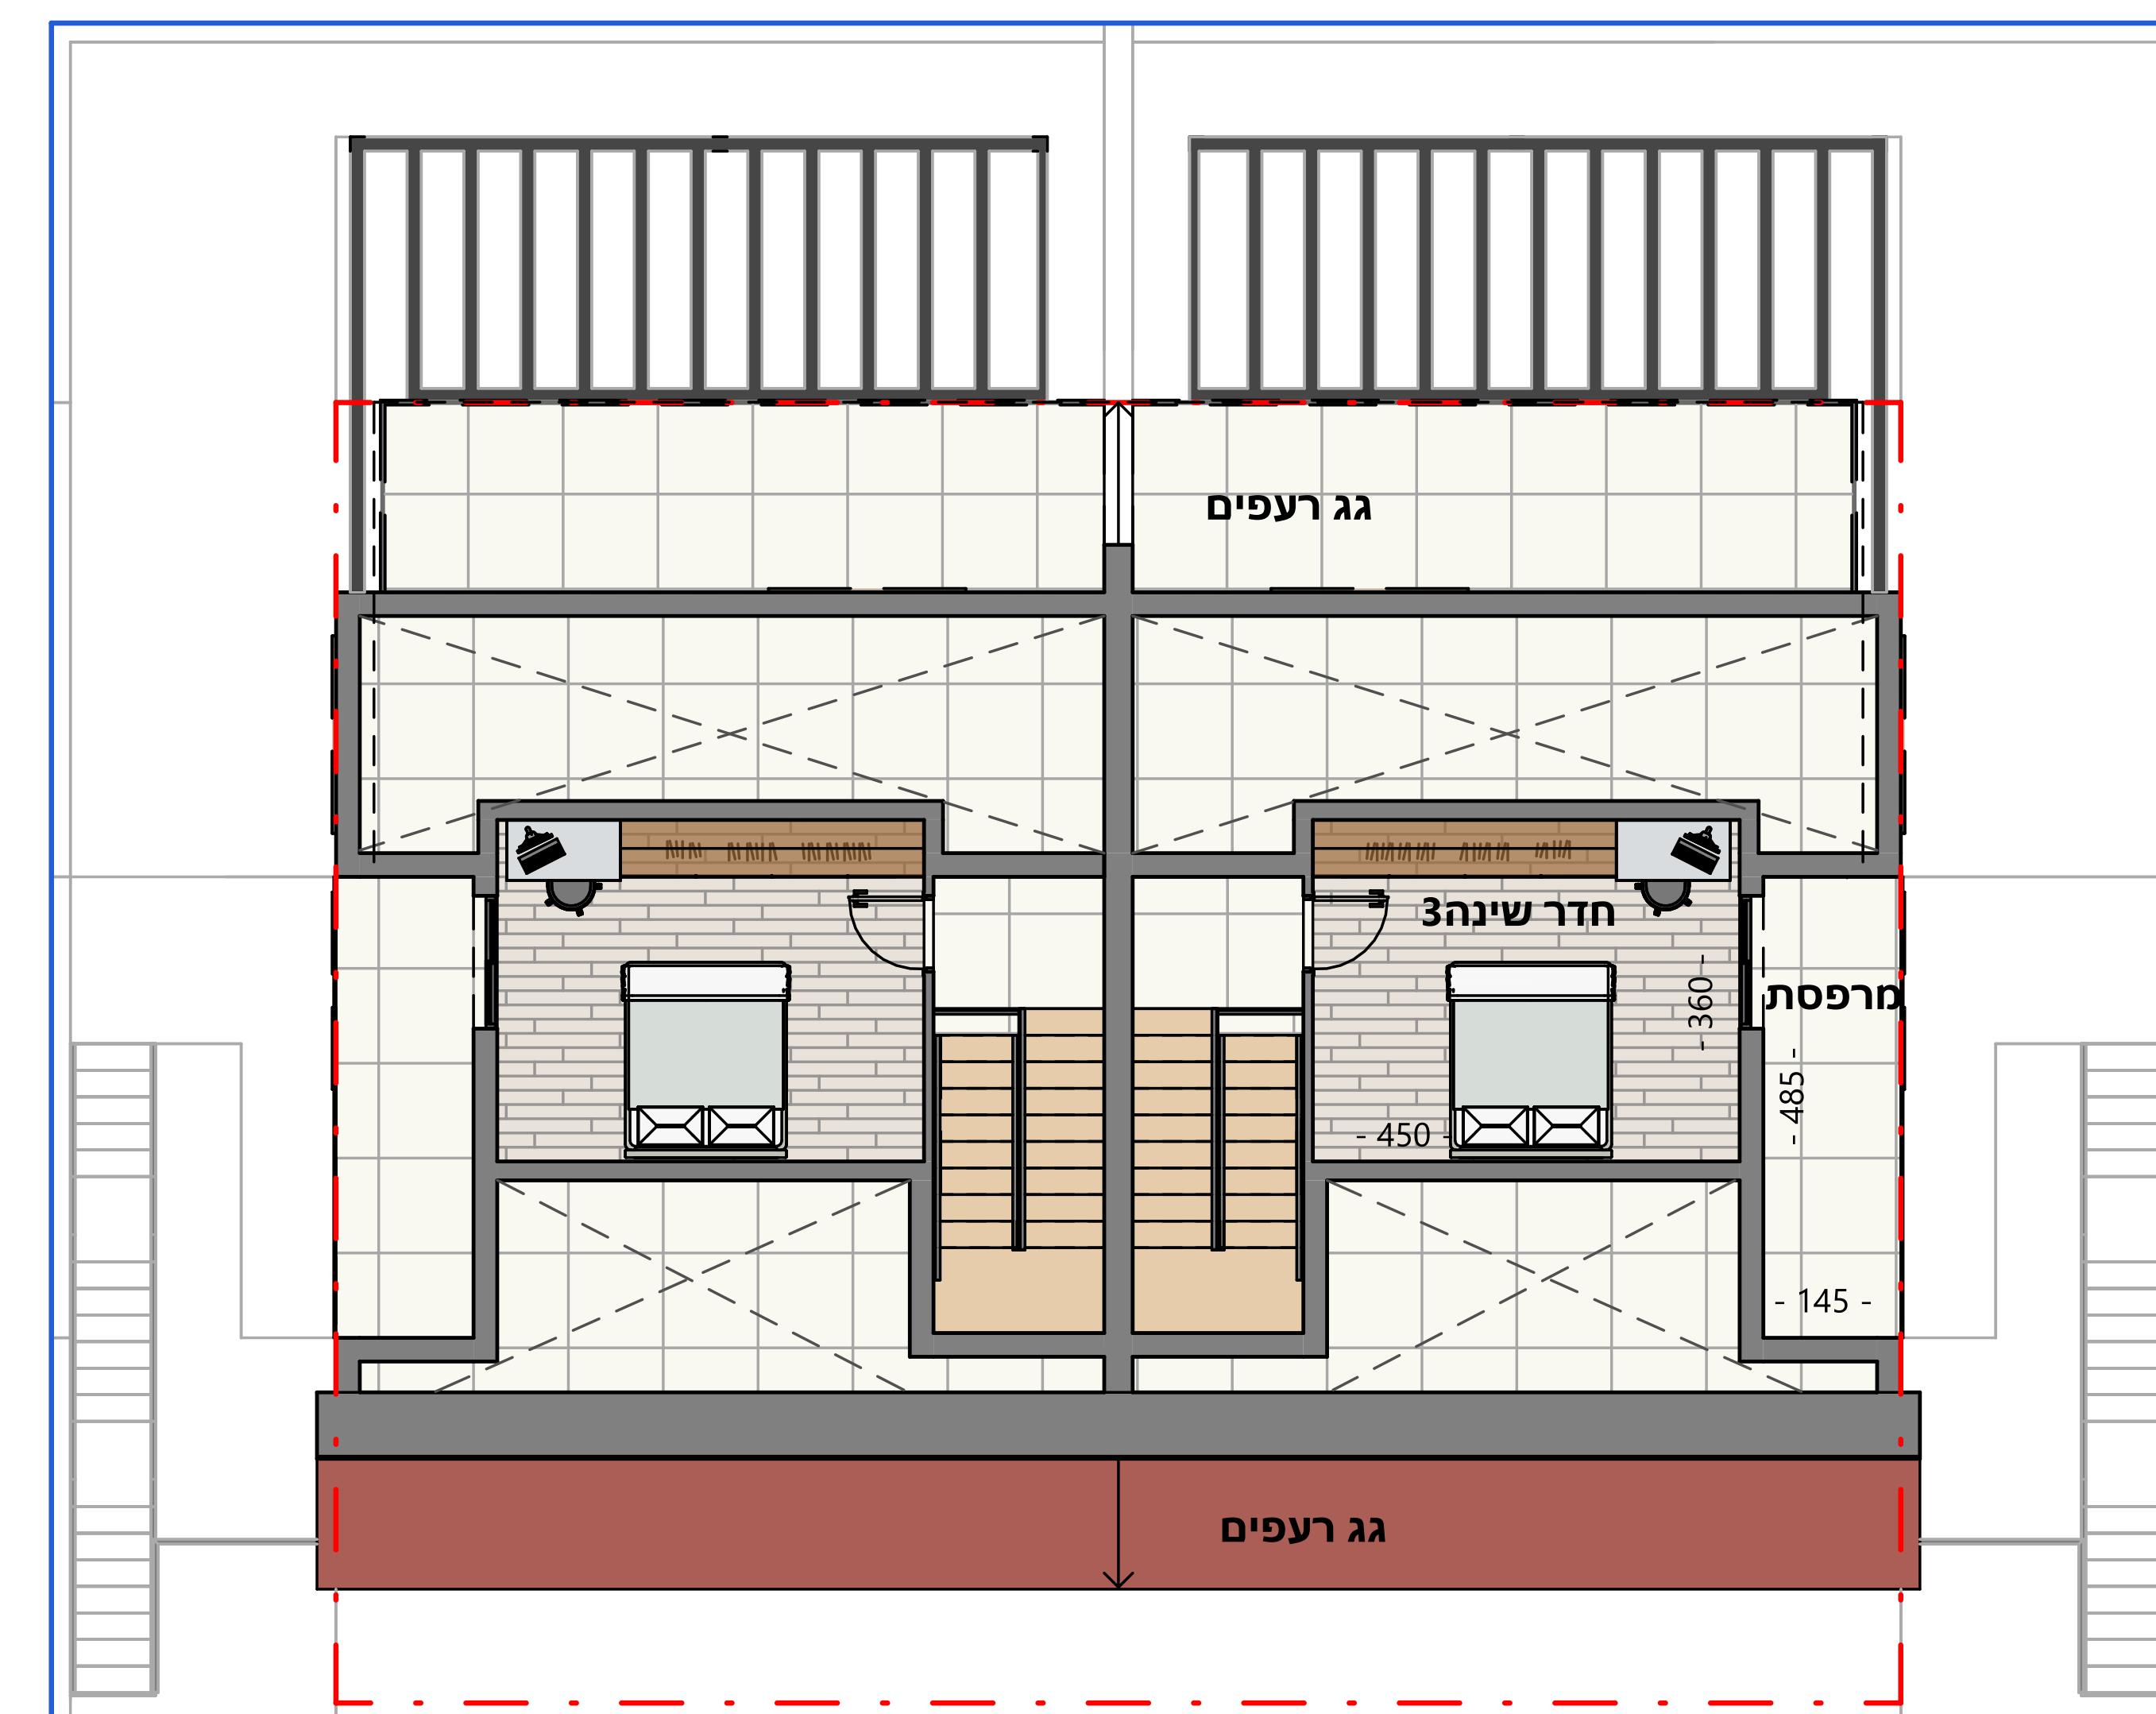 גג רעפים
חדר שינה3
- 360 -
מרפסת
- 485 -
- 450 -
- 145 -
גג רעפים